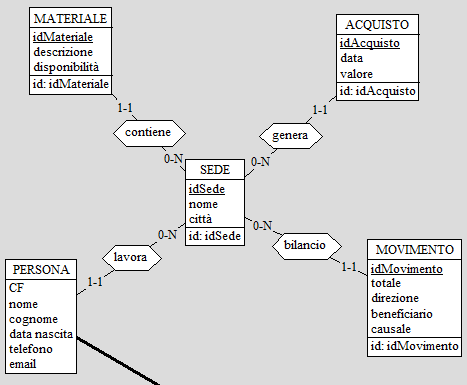 MATERIALE
idMateriale
descrizione
disponibilità
id: idMateriale
ACQUISTO
idAcquisto
data
valore
id: idAcquisto
1-1
1-1
contiene
genera
0-N
0-N
SEDE
idSede
nome
città
id: idSede
0-N
0-N
lavora
bilancio
1-1
1-1
PERSONA
CF
nome
cognome
data nascita
telefono
email
MOVIMENTO
idMovimento
totale
direzione
beneficiario
causale
id: idMovimento